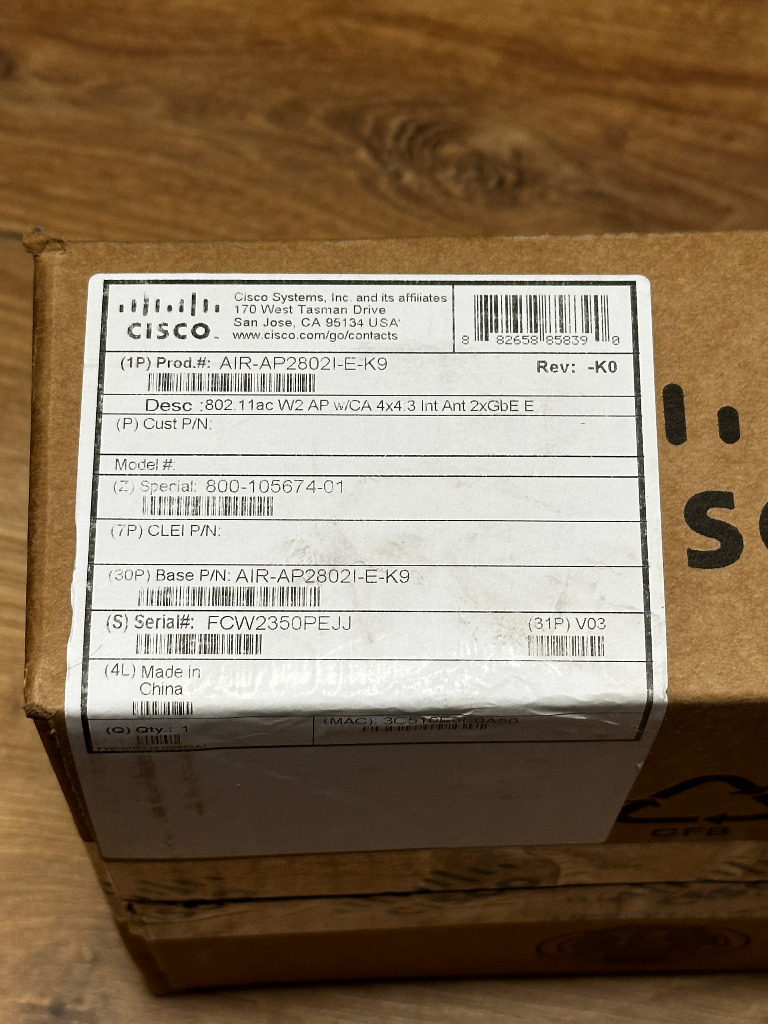 Cisco Systems, Inc. and its affiliates
170 West Tasman Drive
San Jose, CA 95134 USA
www.cisco.com/go/contacts
CISCO
8 82658 85839 0
(1P) Prod.#: AIR-AP2802I-E-K9
Rev: -K0
Desc :802.11ac W2 AP w/CA 4x4:3 Int Ant 2xGbE E
(P) Cust P/N:
Model #:
(Z) Special: 800-105674-01
(7P) CLEI P/N:
(30P) Base P/N: AIR-AP2802I-E-K9
(S) Serial#: FCW2350PEJJ
(31P) V03
(4L) Made in
China
(Q) Qty.: 1
(MAC):
GFB